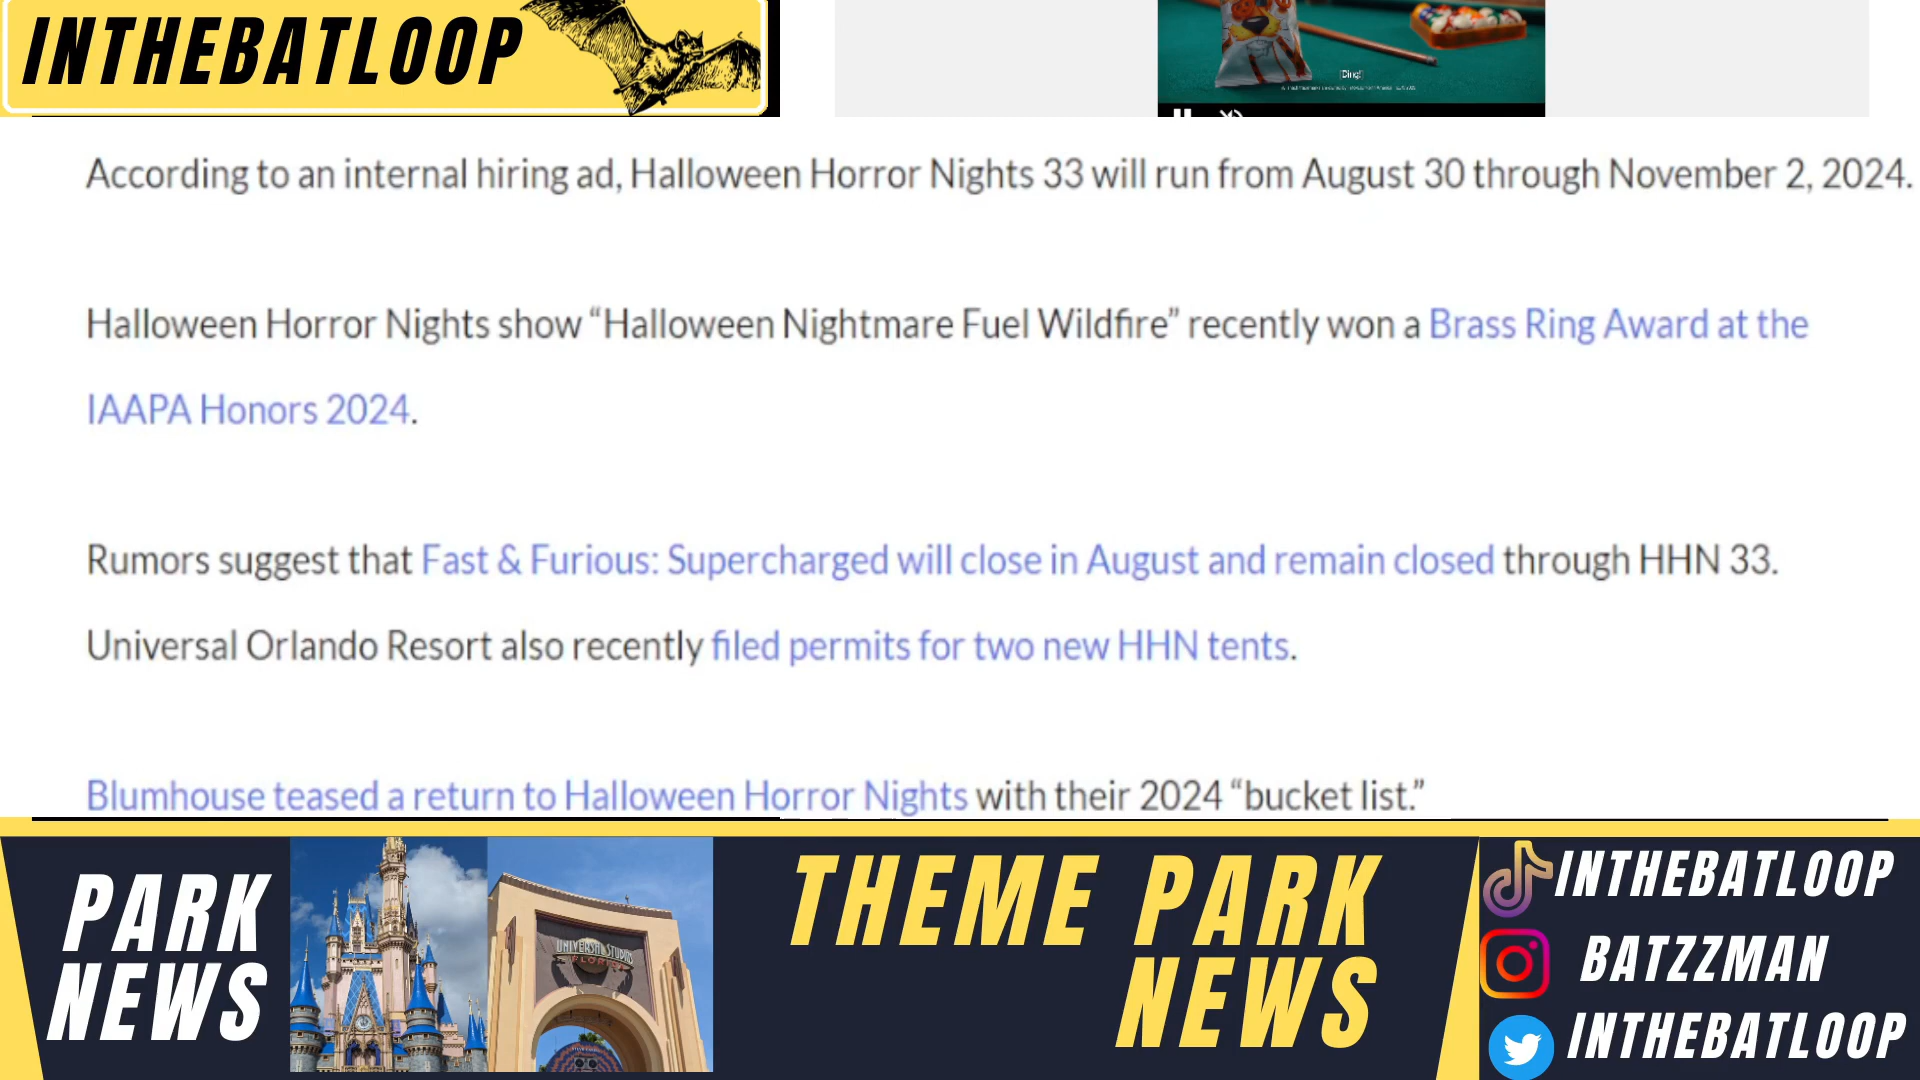 INTHEBATLOOP
[Ding!]
According to an internal hiring ad, Halloween Horror Nights 33 will run from August 30 through November 2, 2024.
Halloween Horror Nights show “Halloween Nightmare Fuel Wildfire” recently won a Brass Ring Award at the
IAAPA Honors 2024.
Rumors suggest that Fast & Furious: Supercharged will close in August and remain closed through HHN 33.
Universal Orlando Resort also recently filed permits for two new HHN tents.
Blumhouse teased a return to Halloween Horror Nights with their 2024 “bucket list.”
PARK
NEWS
UNIVERSAL STUDIOS
FLORIDA
THEME PARK
NEWS
INTHEBATLOOP
BATZZMAN
INTHEBATLOOP